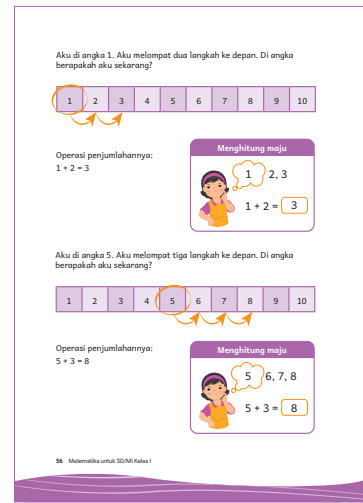 Aku di angka 1. Aku melompat dua langkah ke depan. Di angka
berapakah aku sekarang?
1 2 3 4 5 6 7 8 9 10
Operasi penjumlahannya:
1 + 2 = 3
Menghitung maju
1 2, 3
1 + 2 = 3
Aku di angka 5. Aku melompat tiga langkah ke depan. Di angka
berapakah aku sekarang?
1 2 3 4 5 6 7 8 9 10
Operasi penjumlahannya:
5 + 3 = 8
Menghitung maju
5 6, 7, 8
5 + 3 = 8
56 Matematika untuk SD/MI Kelas I